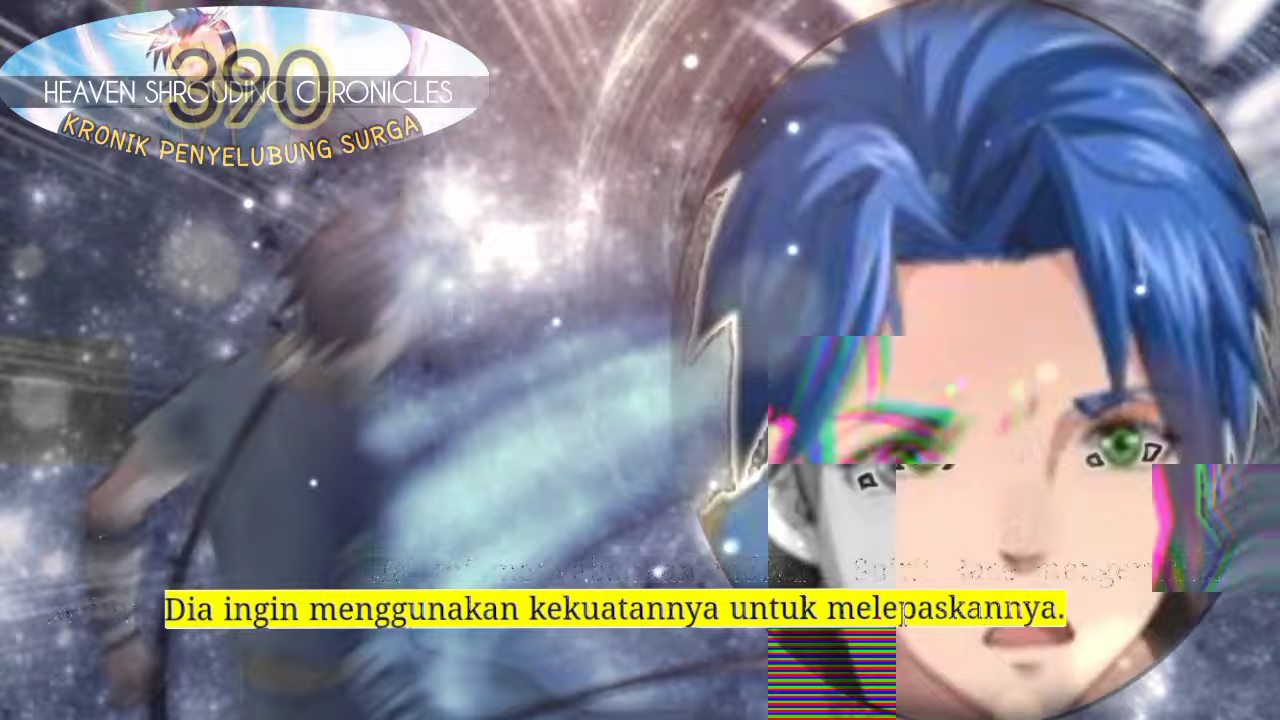 390
HEAVEN SHROUDING CHRONICLES
KRONIK PENYELUBUNG SURGA
Dia ingin menggunakan kekuatannya untuk melepaskannya.